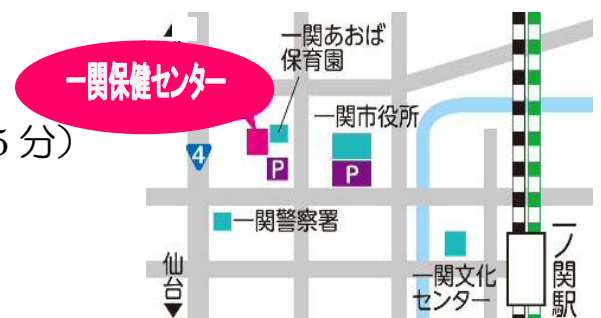 一関あおば
保育園
一関保健センター
分）
一関市役所
4
P
P
一関警察署
仙台▼
一関文化
センター
一ノ関駅